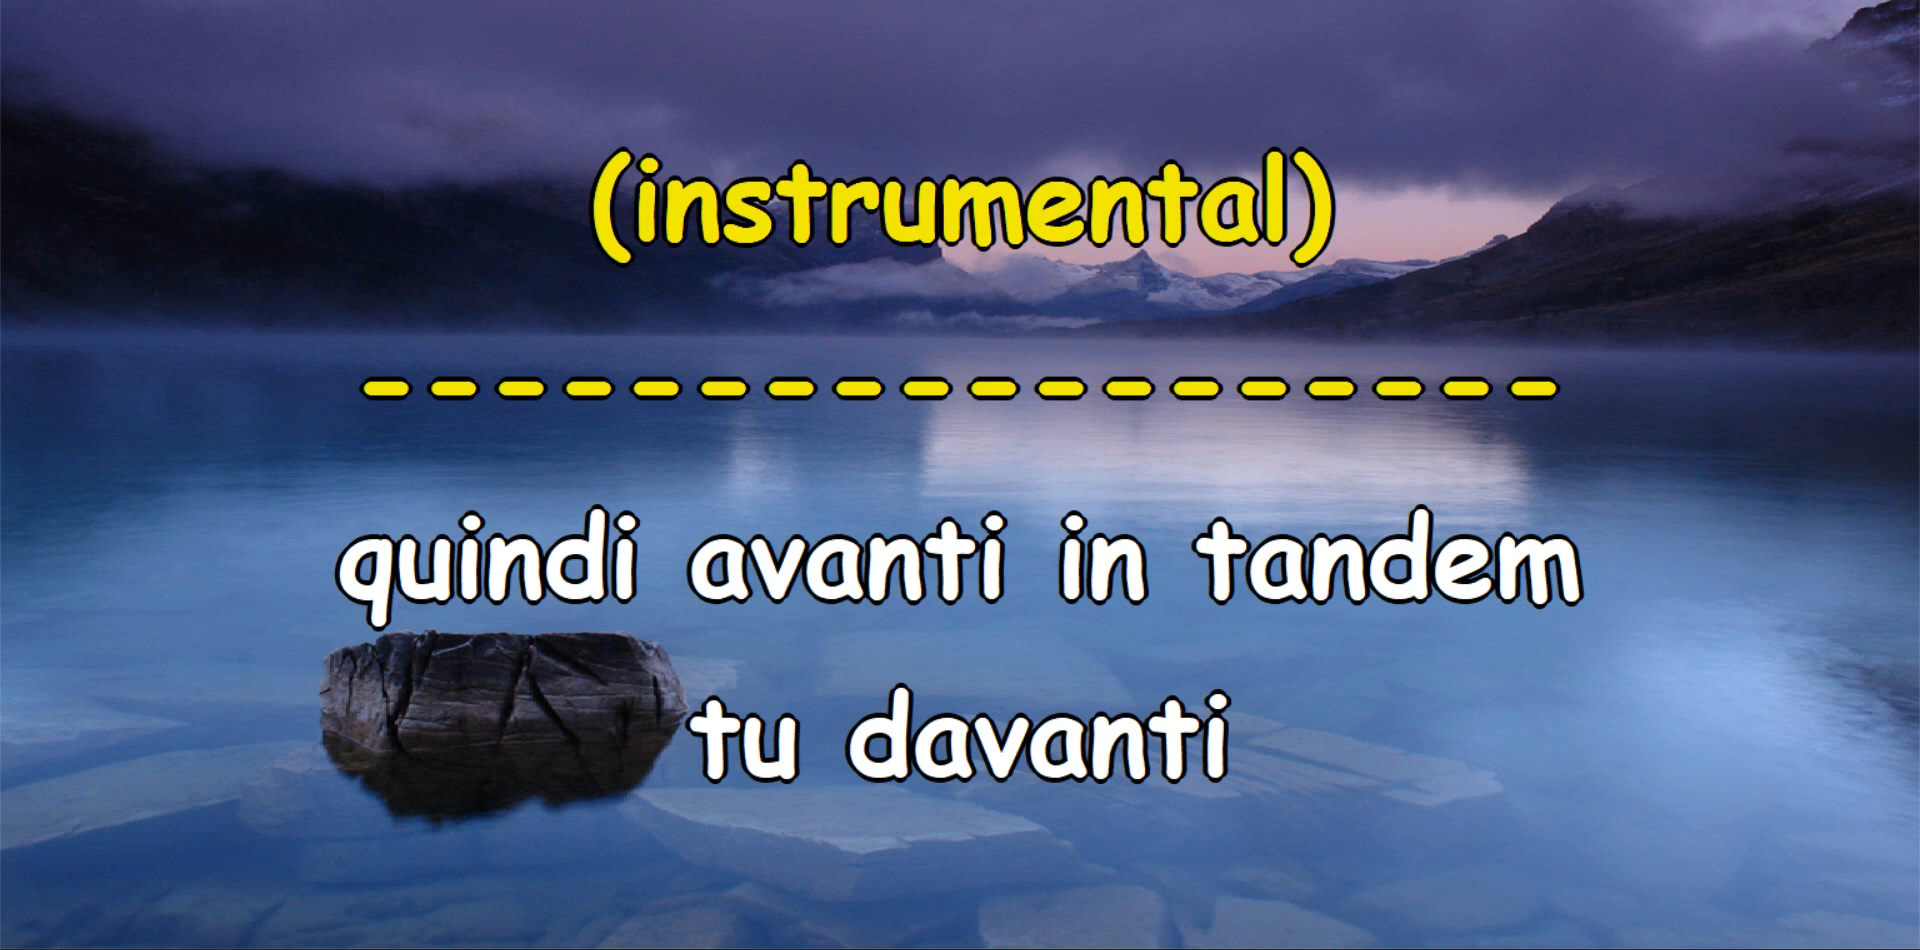 (instrumental)
- - - - - - - - - - - - - - - - - -
quindi avanti in tandem
tu davanti